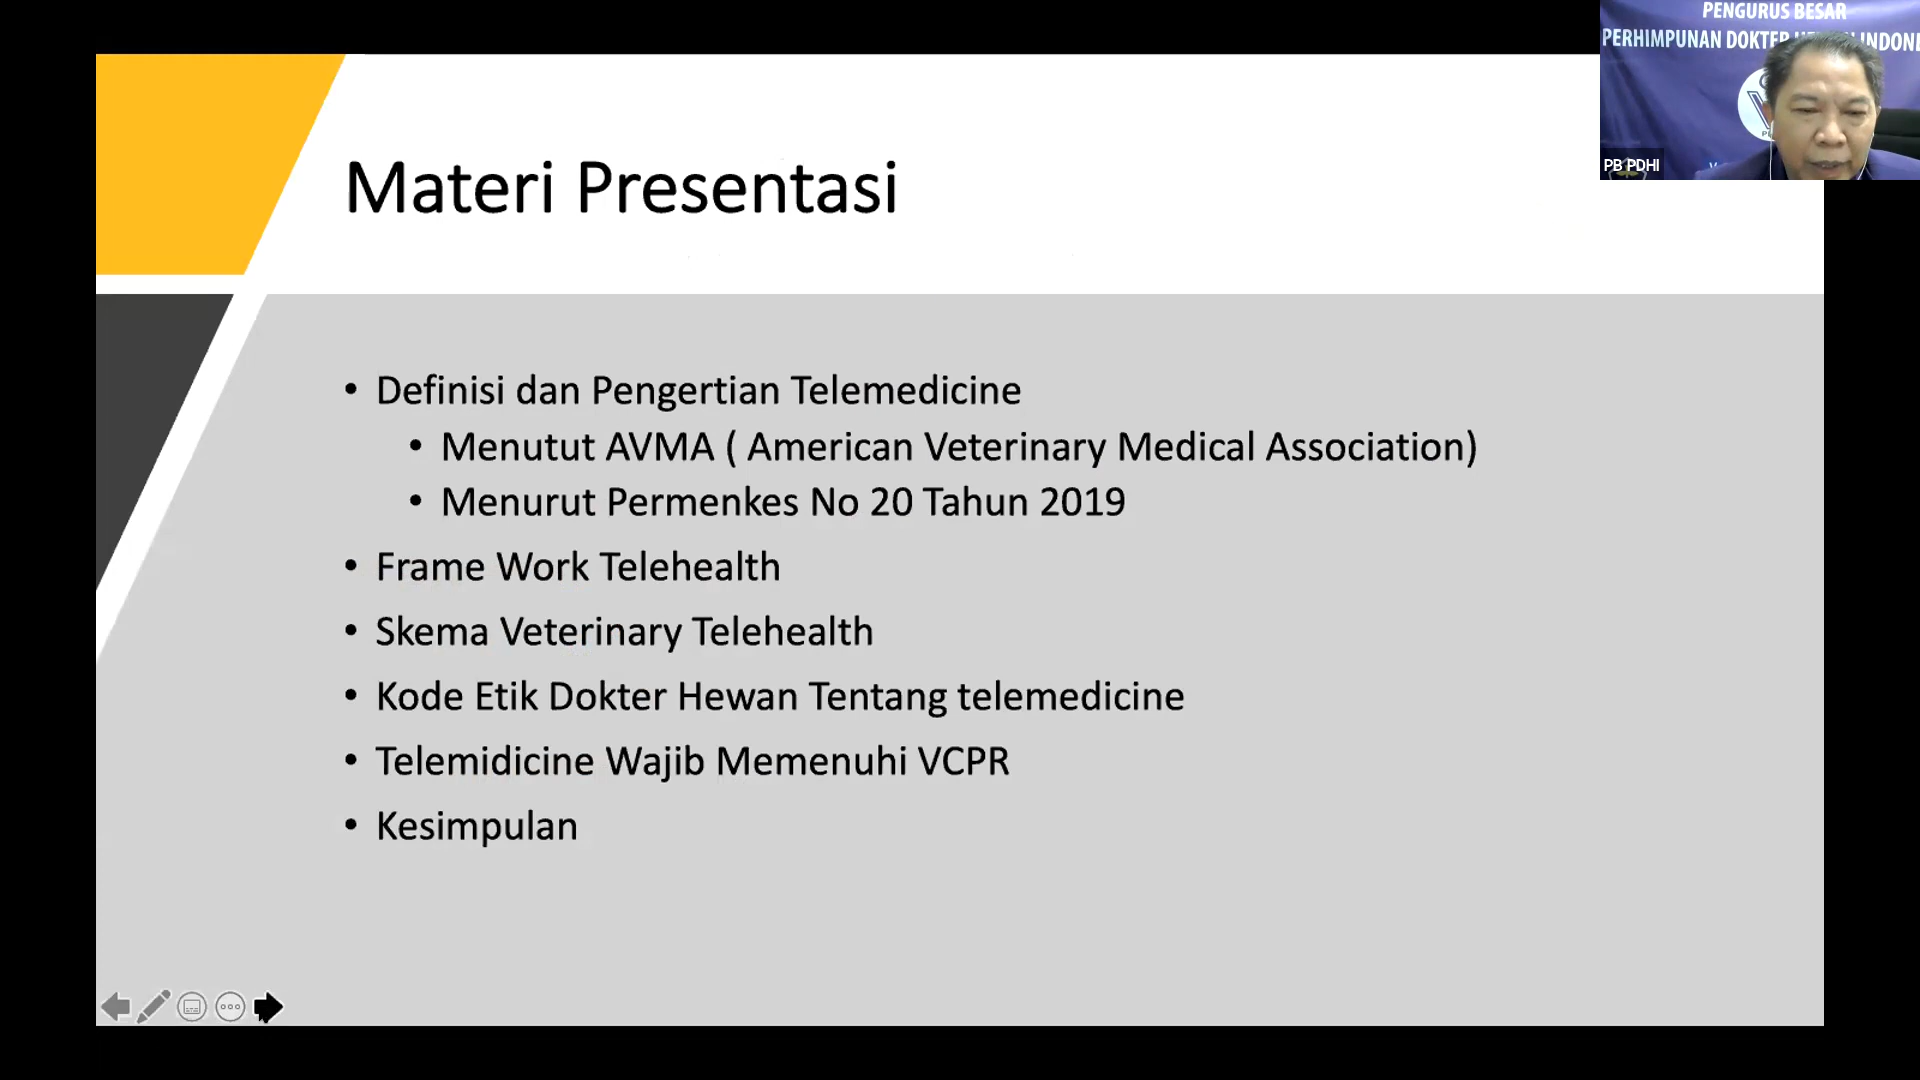 PENGURUS BESAR
PERHIMPUNAN DOKTER INDONE
PB PDHI
Materi Presentasi
• Definisi dan Pengertian Telemedicine
• Menutut AVMA ( American Veterinary Medical Association)
• Menurut Permenkes No 20 Tahun 2019
• Frame Work Telehealth
• Skema Veterinary Telehealth
• Kode Etik Dokter Hewan Tentang telemedicine
• Telemidicine Wajib Memenuhi VCPR
• Kesimpulan